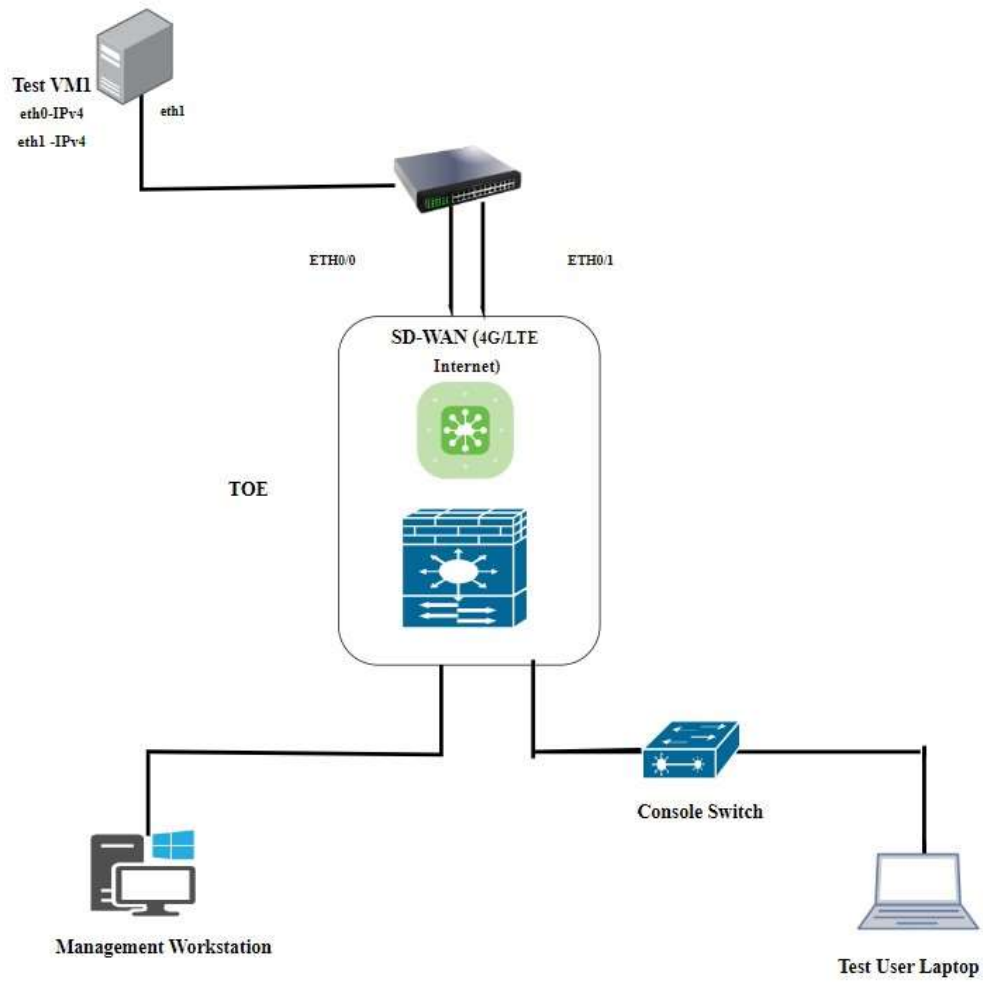 Test VM1
eth0-IPv4
eth1
eth1 -IPv4
ETH0/0
ETH0/1
SD-WAN (4G/LTE
Internet)
TOE
Console Switch
Management Workstation
Test User Laptop